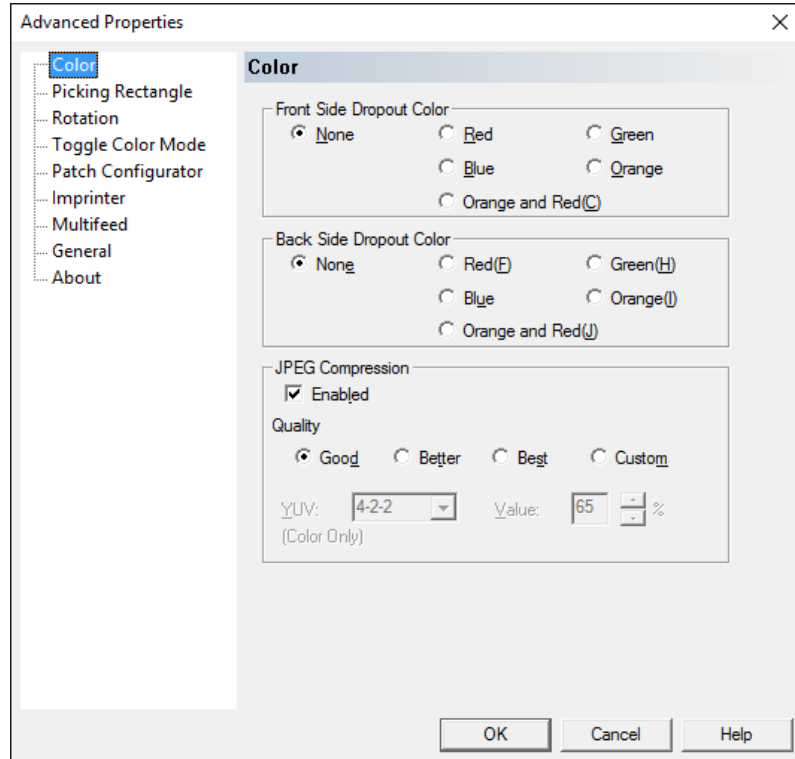 Advanced Properties
Color
Picking Rectangle
Rotation
Toggle Color Mode
Patch Configurator
Imprinter
Multifeed
General
About
Color
Front Side Dropout Color
None Red Green
Blue Orange
Orange and Red(C)
Back Side Dropout Color
None Red(F) Green(H)
Blue Orange(I)
Orange and Red(J)
JPEG Compression
Enabled
Quality
Good Better Best Custom
YUV: 4-2-2 Value: 65 %
(Color Only)
OK Cancel Help